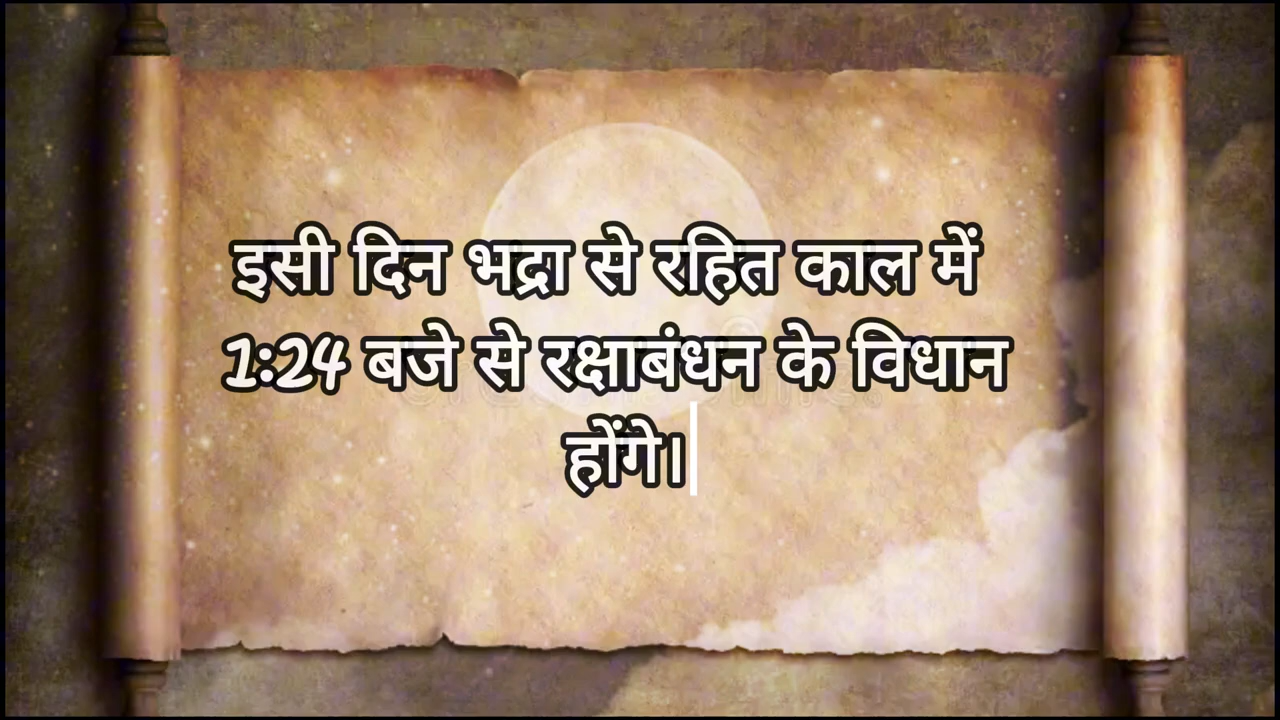 इसी दिन भद्रा से रहित काल में
1:24 बजे से रक्षाबंधन के विधान
होंगे।